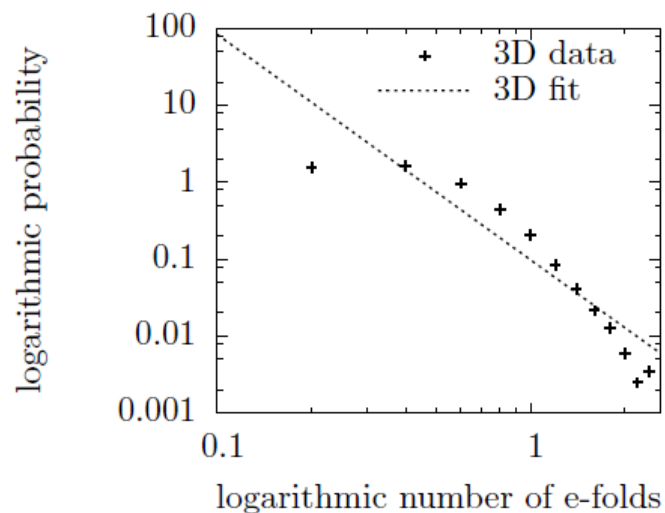 100
10
1
0.1
0.01
0.001
0.1
1
logarithmic probability
logarithmic number of e-folds
3D data
3D fit